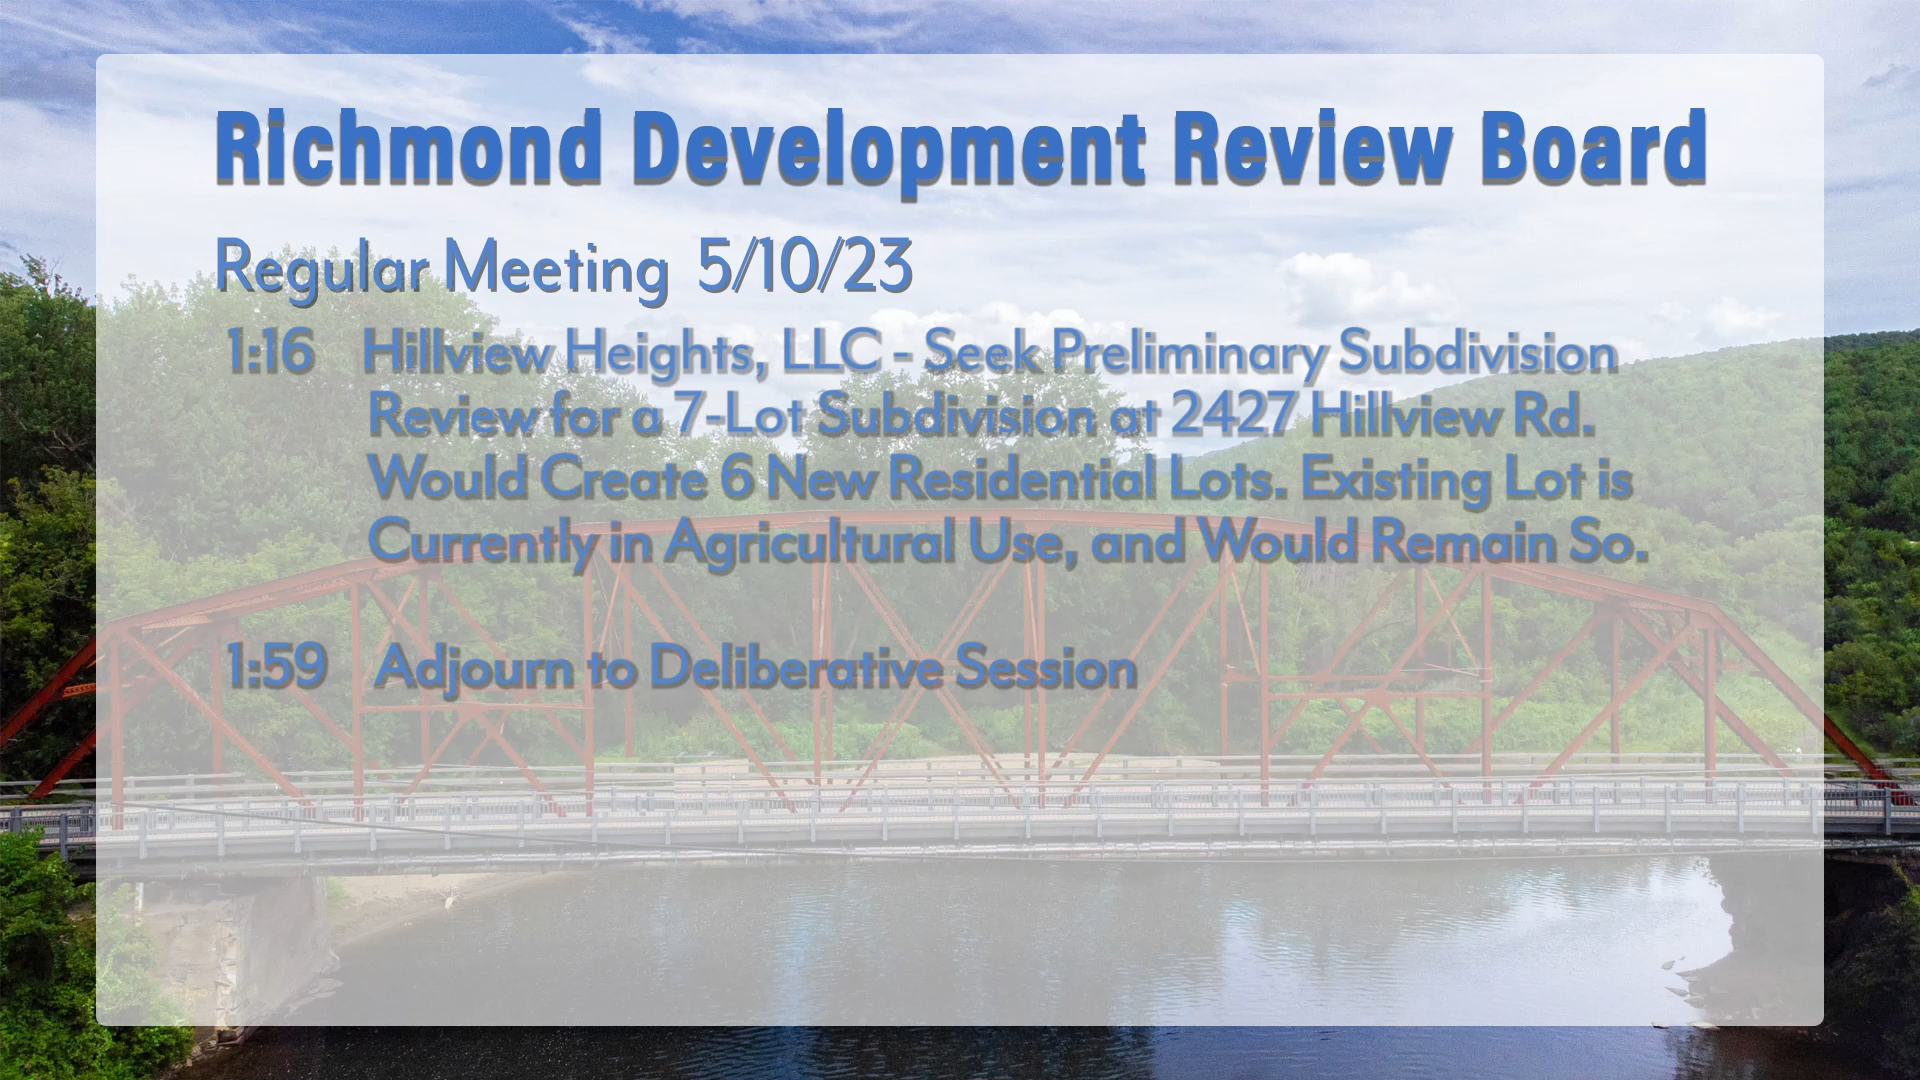 Richmond Development Review Board
Regular Meeting 5/10/23
1:16 Hillview Heights, LLC - Seek Preliminary Subdivision
Review for a 7-Lot Subdivision at 2427 Hillview Rd.
Would Create 6 New Residential Lots. Existing Lot is
Currently in Agricultural Use, and Would Remain So.
1:59 Adjourn to Deliberative Session